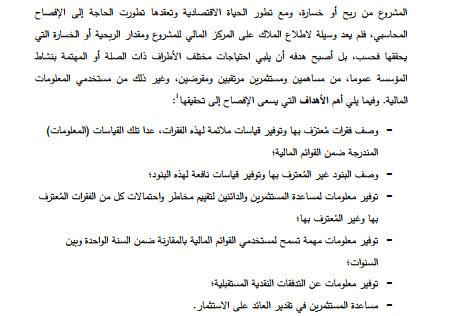 المشروع من ربح أو خسارة، ومع تطور الحياة الاقتصادية وتعقدها تطورت الحاجة إلى الإفصاح
المحاسبي، فلم يعد وسيلة لاطلاع الملاك على المركز المالي للمشروع ومقدار الربحية أو الخسارة التي
يحققها فحسب، بل أصبح هدفه أن يلبي احتياجات مختلف الأطراف ذات الصلة أو المهتمة بنشاط
المؤسسة عموما، من مساهمين ومستثمرين مرتقبين ومقرضين، وغير ذلك من مستخدمي المعلومات
المالية. وفيما يلي أهم الأهداف التي يسعى الإفصاح إلى تحقيقها1:
- وصف فقرات مُعترَف بها وتوفير قياسات ملائمة لهذه الفقرات، عدا تلك القياسات (المعلومات)
المندرجة ضمن القوائم المالية؛
- وصف البنود غير المُعترف بها وتوفير قياسات نافعة لهذه البنود؛
- توفير معلومات لمساعدة المستثمرين والدائنين لتقييم مخاطر واحتمالات كل من الفقرات المُعترف
بها وغير المُعترف بها؛
- توفير معلومات مهمة تسمح لمستخدمي القوائم المالية بالمقارنة ضمن السنة الواحدة وبين
السنوات؛
- توفير معلومات عن التدفقات النقدية المستقبلية؛
- مساعدة المستثمرين في تقدير العائد على الاستثمار.